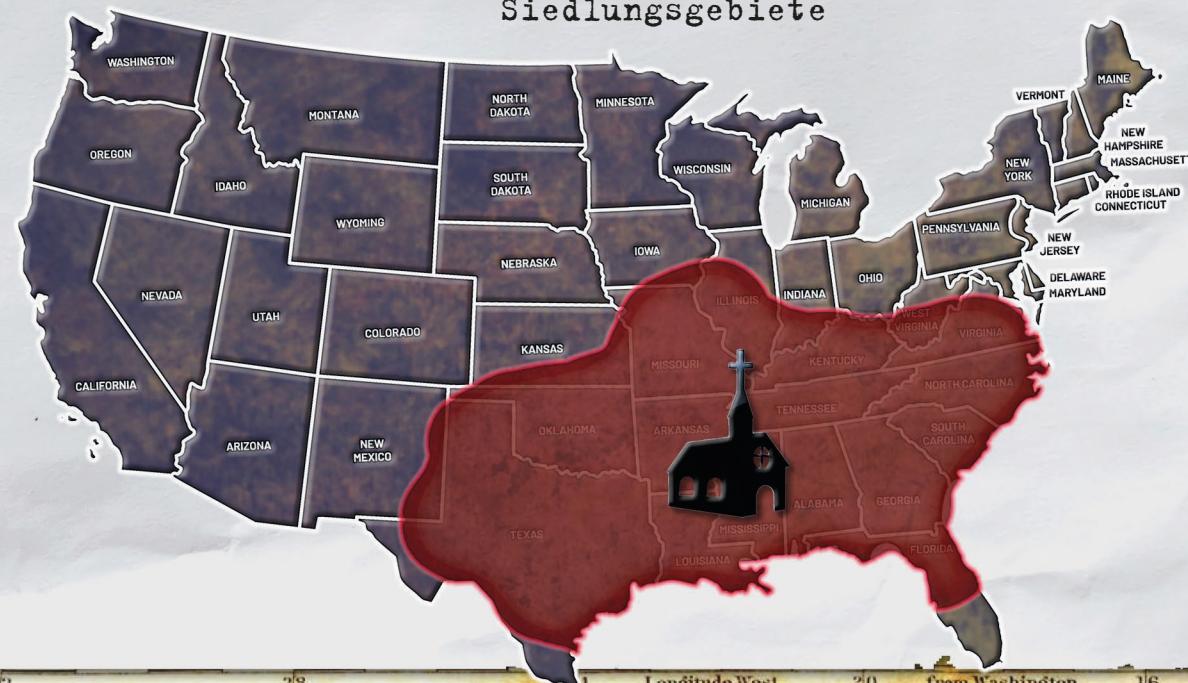 Siedlungsgebiete
WASHINGTON
MONTANA
NORTH
DAKOTA
MINNESOTA
MAINE
VERMONT
NEW
HAMPSHIRE
MASSACHUSET
OREGON
IDAHO
SOUTH
DAKOTA
WISCONSIN
NEW
YORK
MICHIGAN
RHODE ISLAND
CONNECTICUT
WYOMING
PENNSYLVANIA
NEW
JERSEY
IOWA
NEBRASKA
OHIO
DELAWARE
MARYLAND
NEVADA
INDIANA
ILLINOIS
UTAH
COLORADO
WEST
VIRGINIA
VIRGINIA
KANSAS
MISSOURI
KENTUCKY
CALIFORNIA
NORTH CAROLINA
TENNESSEE
OKLAHOMA
ARKANSAS
SOUTH
CAROLINA
ARIZONA
NEW
MEXICO
ALABAMA
GEORGIA
TEXAS
MISSISSIPPI
LOUISIANA
FLORIDA
Longitude West 20 from Washington 16